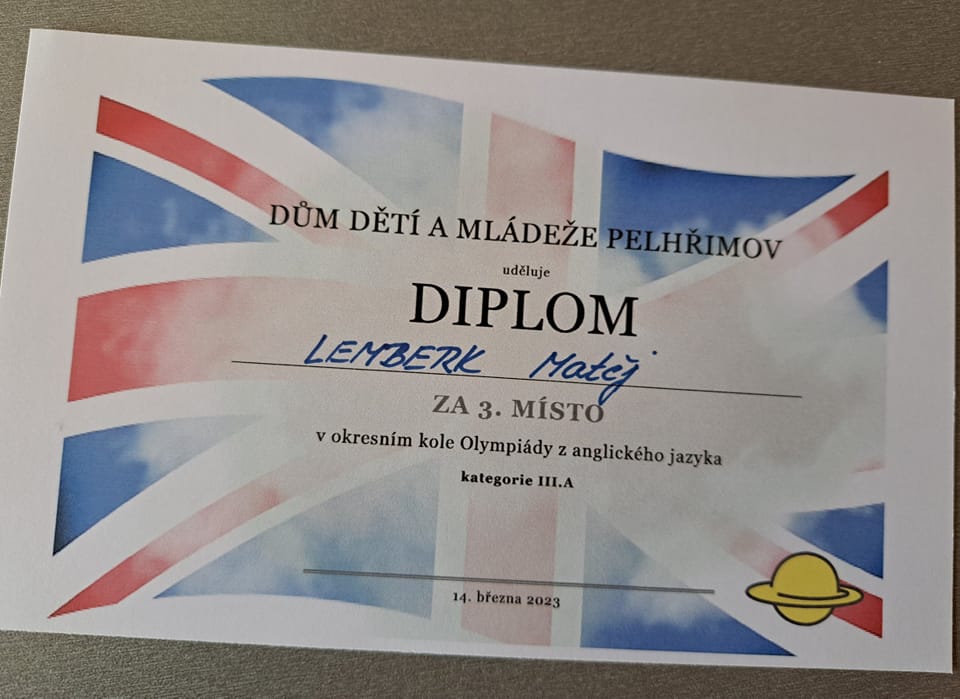 DŮM DĚTÍ A MLÁDEŽE PELHŘIMOV
uděluje
DIPLOM
LEMBERK Matěj
ZA 3. MÍSTO
v okresním kole Olympiády z anglického jazyka
kategorie III.A
14. března 2023